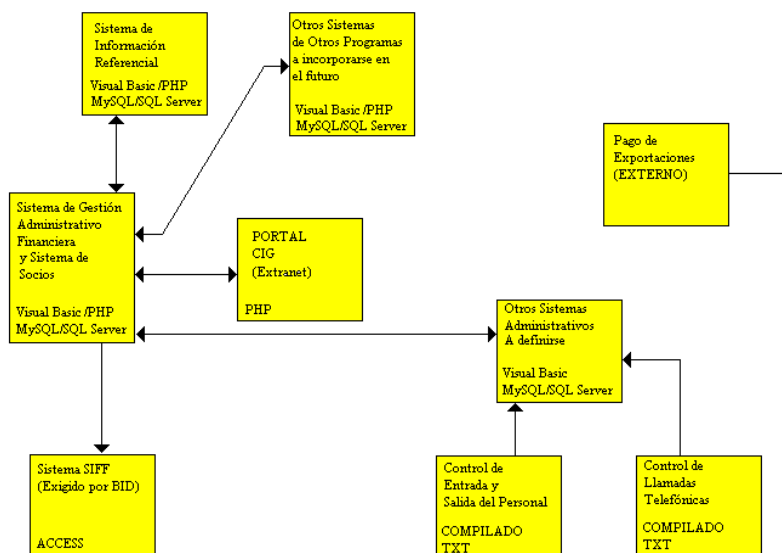 Sistema de
Información
Referencial
Visual Basic /PHP
MySQL/SQL Server
Otros Sistemas
de Otros Programas
a incorporarse en
el futuro
Visual Basic /PHP
MySQL/SQL Server
Pago de
Exportaciones
(EXTERNO)
Sistema de Gestión
Administrativo
Financiera
y Sistema de
Socios
Visual Basic /PHP
MySQL/SQL Server
PORTAL
CIG
(Extranet)
PHP
Otros Sistemas
Administrativos
A definirse
Visual Basic
MySQL/SQL Server
Sistema SIFF
(Exigido por BID)
ACCESS
Control de
Entrada y
Salida del Personal
COMPILADO
TXT
Control de
Llamadas
Telefónicas
COMPILADO
TXT